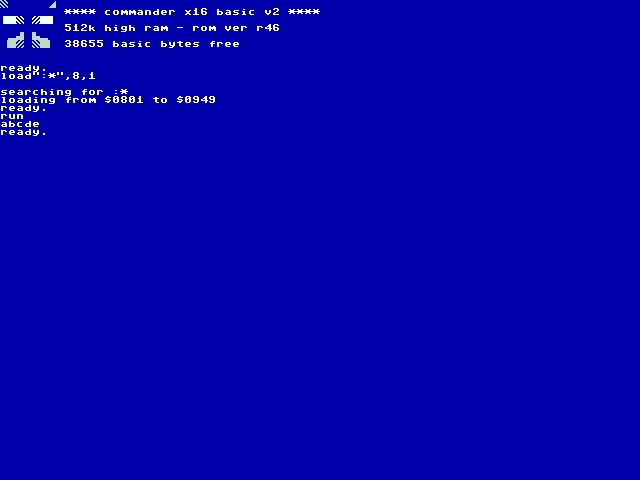 **** commander x16 basic v2 ****
512k high ram - rom ver r46
38655 basic bytes free
ready.
load":*",8,1
searching for :*
loading from $0801 to $0949
ready.
run
abcde
ready.